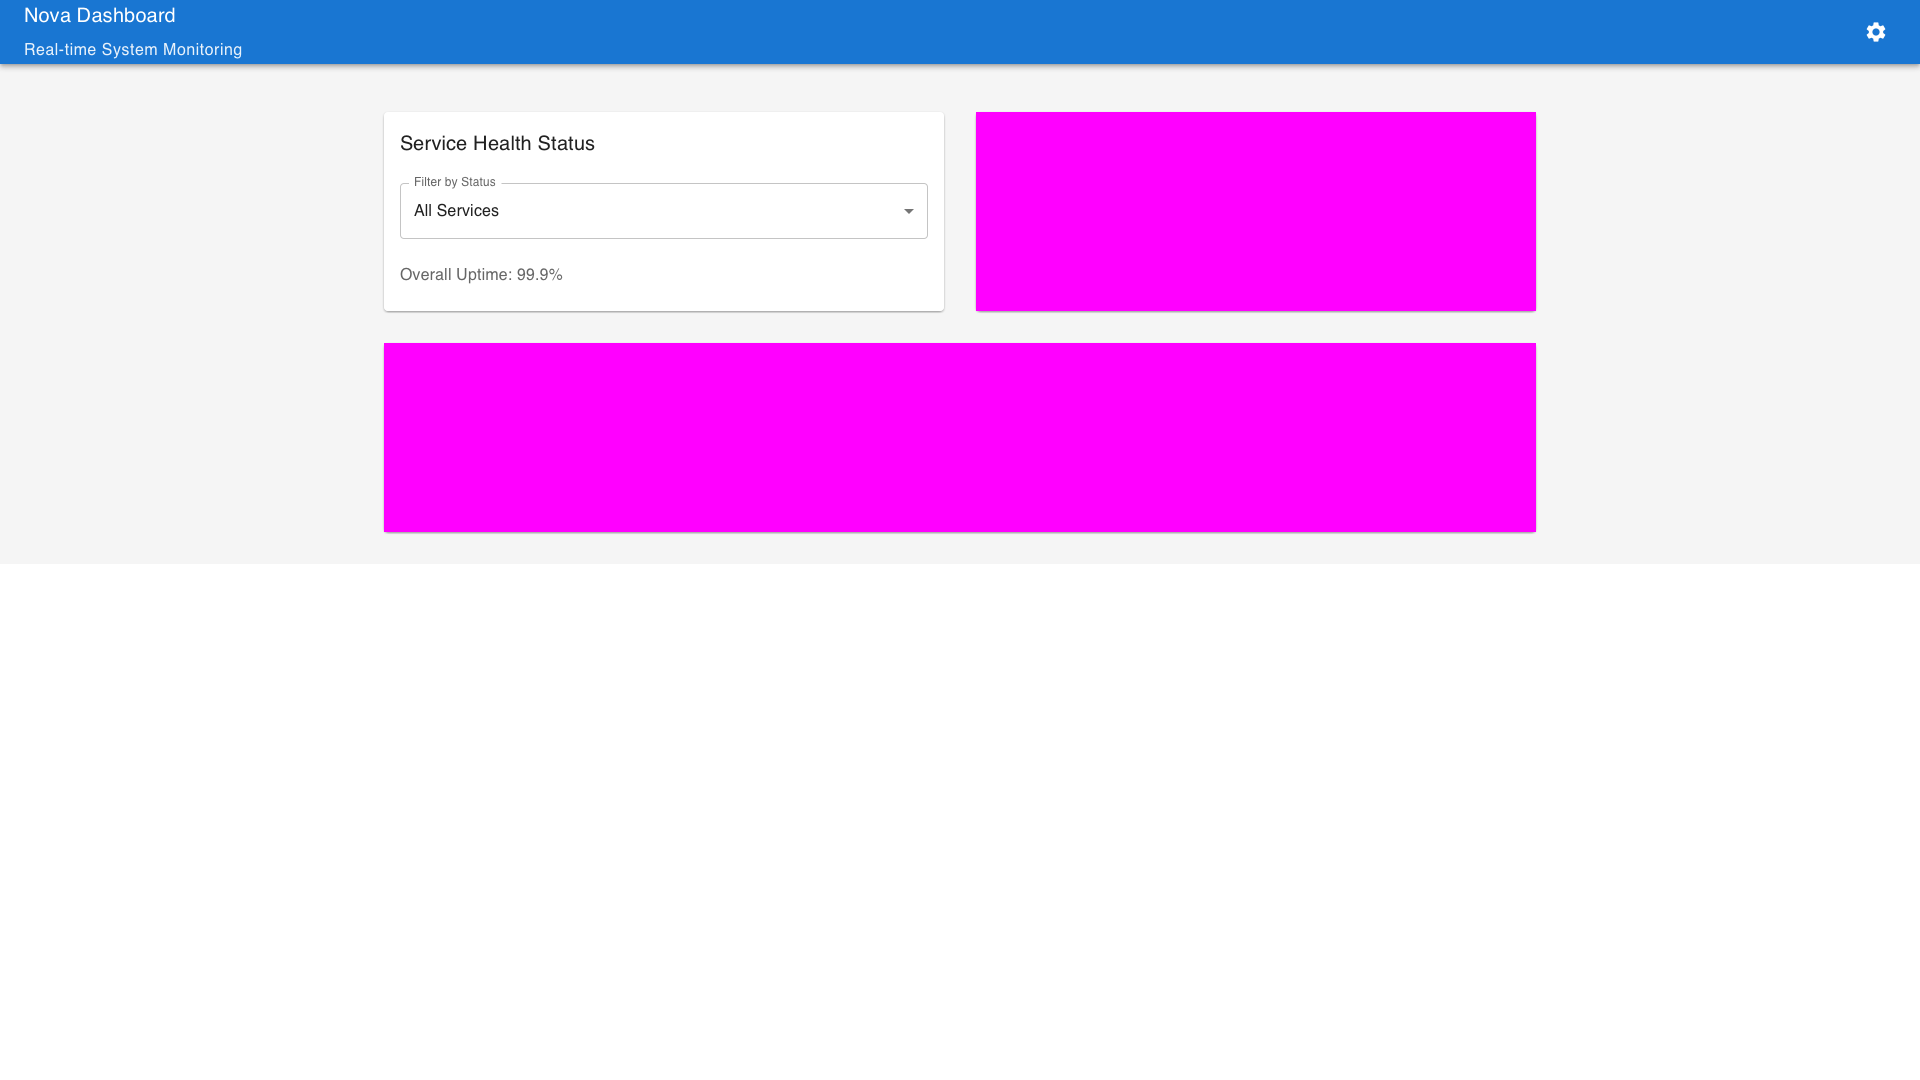 Nova Dashboard
Real-time System Monitoring
Service Health Status
Filter by Status
All Services
Overall Uptime: 99.9%